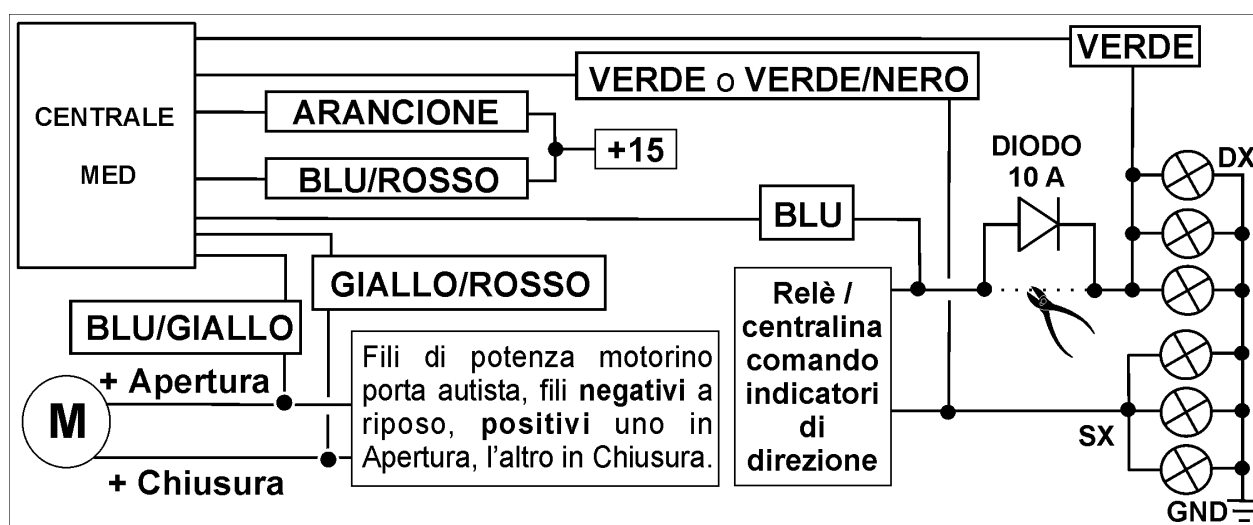 VERDE
CENTRALE
MED
VERDE o VERDE/NERO
ARANCIONE
+15
BLU/ROSSO
DIODO
10 A
DX
BLU
GIALLO/ROSSO
BLU/GIALLO
+ Apertura
M
+ Chiusura
Fili di potenza motorino
porta autista, fili negativi a
riposo, positivi uno in
Apertura, l'altro in Chiusura.
Relè /
centralina
comando
indicatori
di
direzione
SX
GND